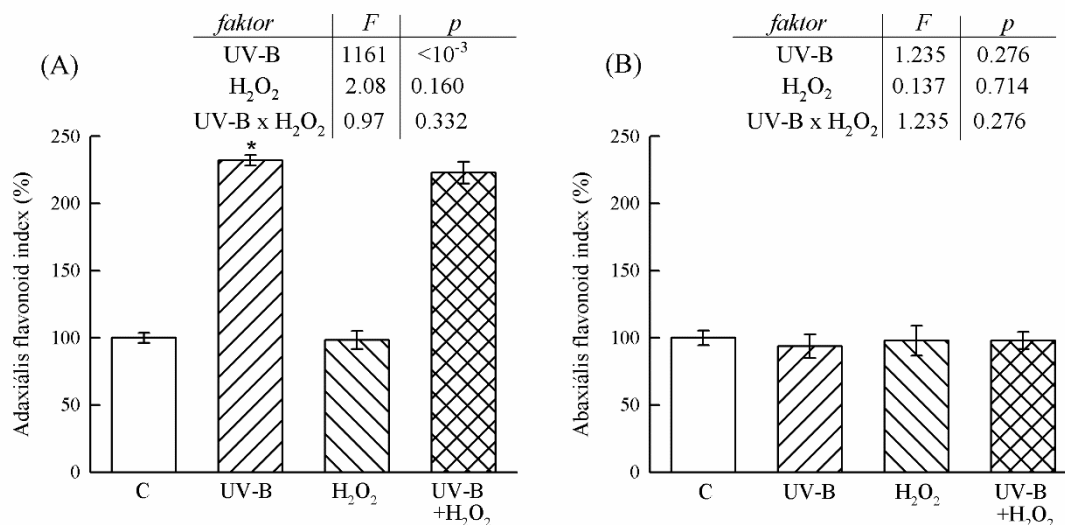 (A)
faktor F p
UV-B 1161 <10⁻³
H₂O₂ 2.08 0.160
UV-B x H₂O₂ 0.97 0.332
Adaxiális flavonoid index (%)
250
200
150
100
50
0
*
C UV-B H₂O₂ UV-B
+H₂O₂
(B)
faktor F p
UV-B 1.235 0.276
H₂O₂ 0.137 0.714
UV-B x H₂O₂ 1.235 0.276
Abaxiális flavonoid index (%)
250
200
150
100
50
0
C UV-B H₂O₂ UV-B
+H₂O₂